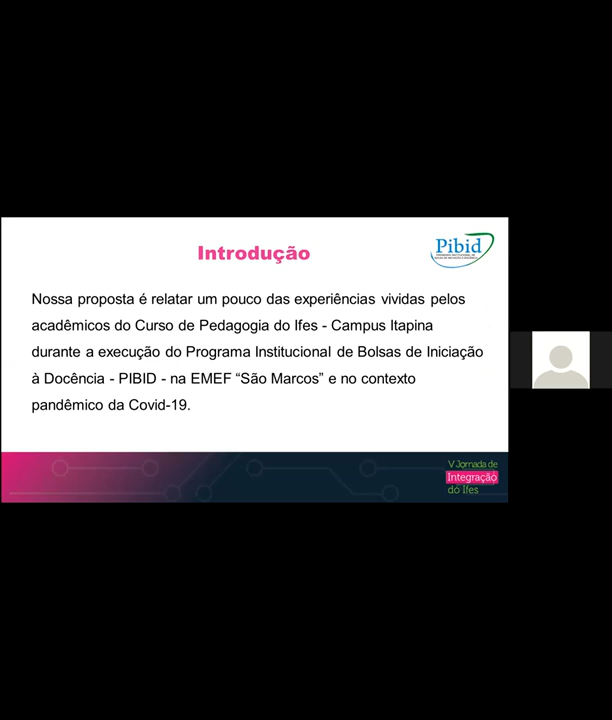 Introdução
Pibid
Nossa proposta é relatar um pouco das experiências vividas pelos
acadêmicos do Curso de Pedagogia do Ifes - Campus Itapina
durante a execução do Programa Institucional de Bolsas de Iniciação
à Docência - PIBID - na EMEF “São Marcos” e no contexto
pandêmico da Covid-19.
V Jornada de
Integração
do Ifes